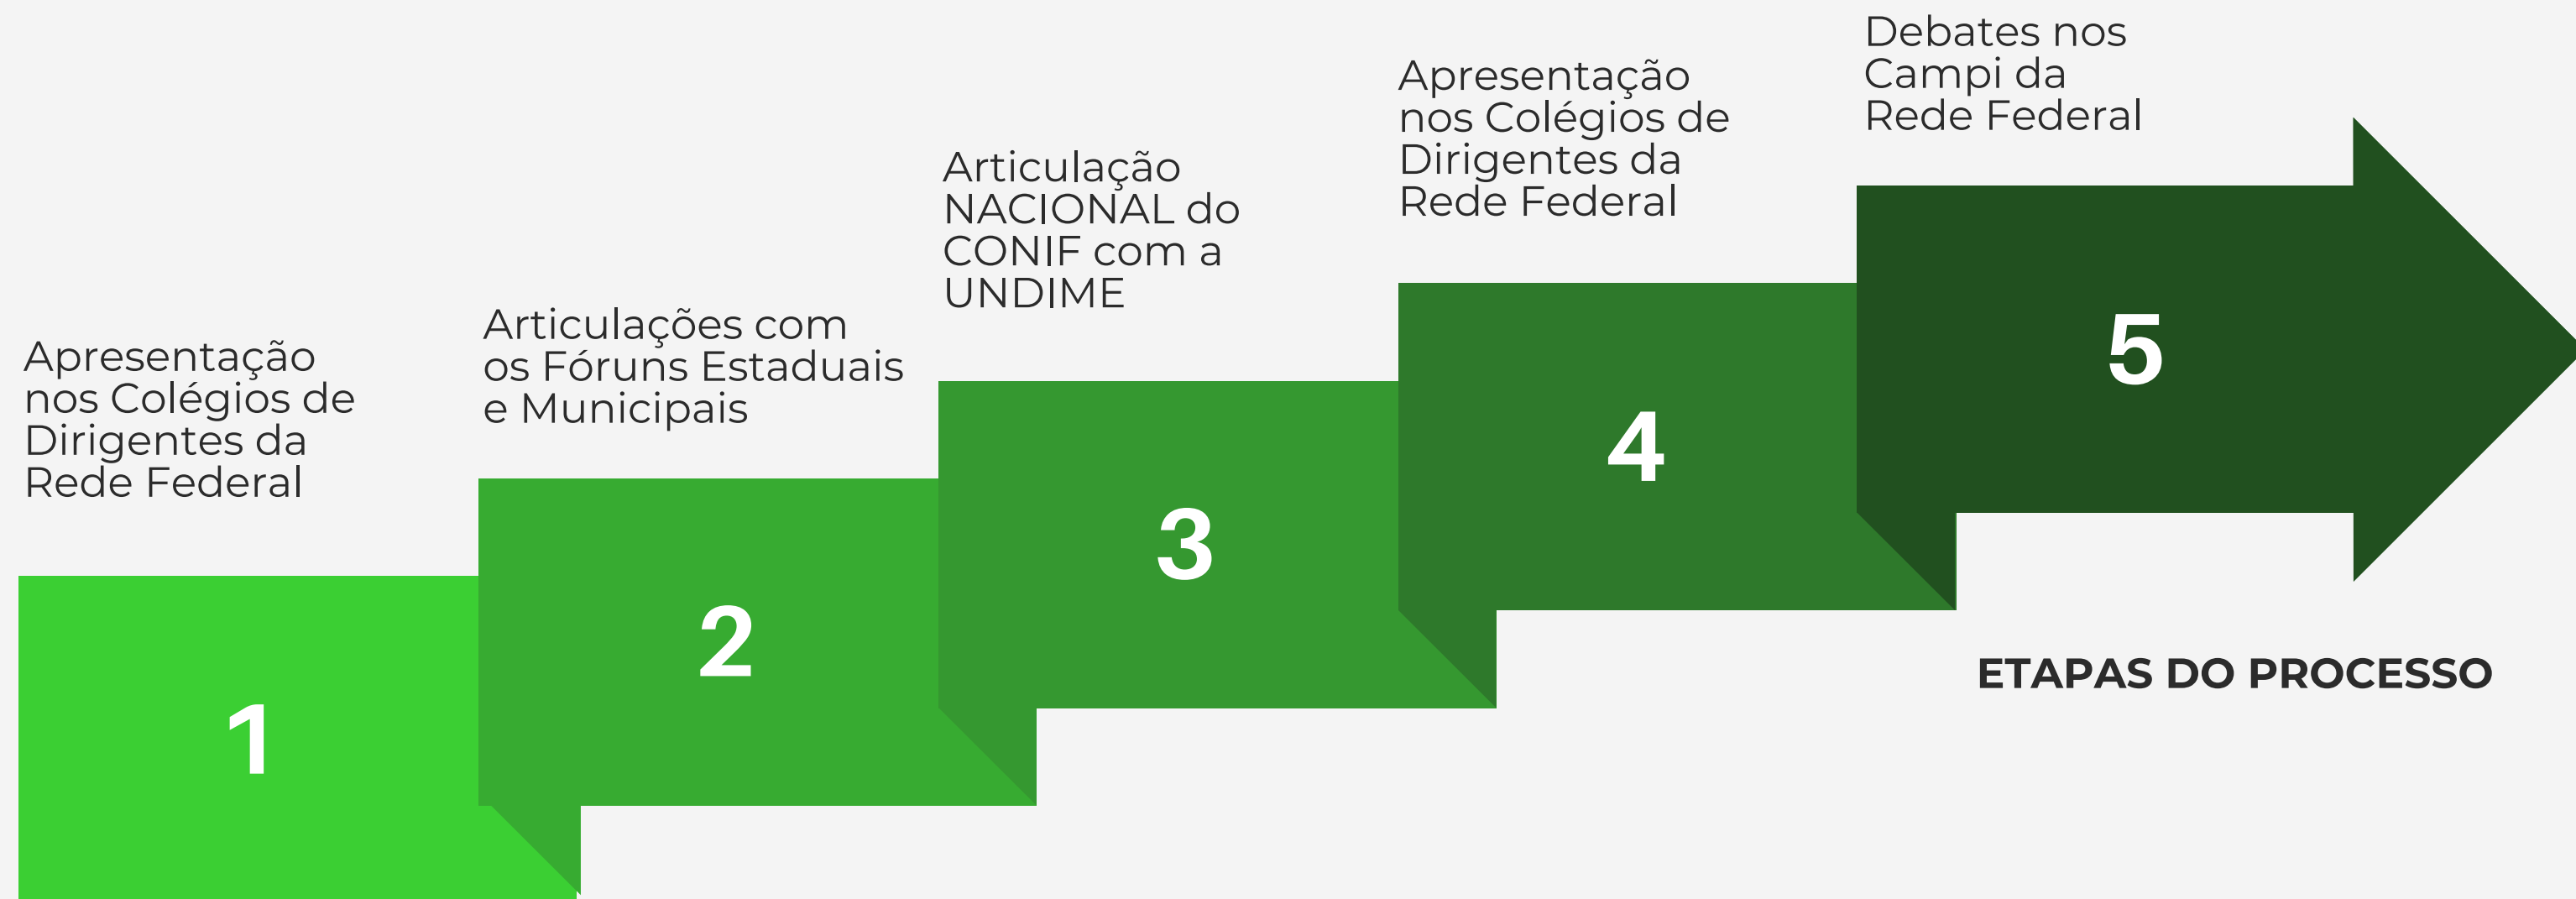 Apresentação
nos Colégios de
Dirigentes da
Rede Federal
1
Articulações com
os Fóruns Estaduais
e Municipais
2
Articulação
NACIONAL do
CONIF com a
UNDIME
3
Apresentação
nos Colégios de
Dirigentes da
Rede Federal
4
Debates nos
Campi da
Rede Federal
5
ETAPAS DO PROCESSO